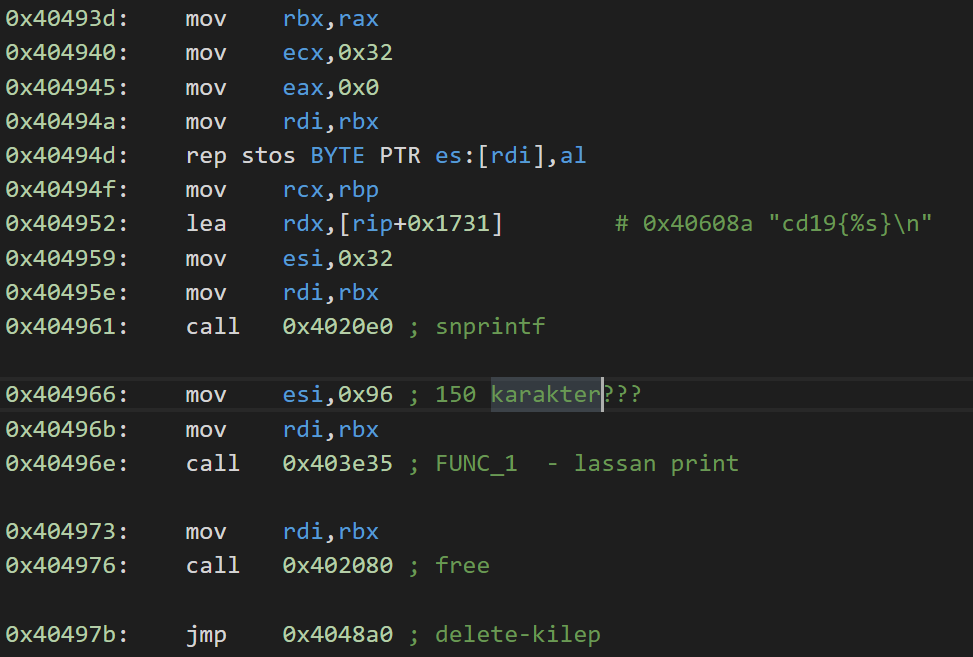 0x40493d: mov rbx,rax
0x404940: mov ecx,0x32
0x404945: mov eax,0x0
0x40494a: mov rdi,rbx
0x40494d: rep stos BYTE PTR es:[rdi],al
0x40494f: mov rcx,rbp
0x404952: lea rdx,[rip+0x1731] # 0x40608a "cd19{%s}\n"
0x404959: mov esi,0x32
0x40495e: mov rdi,rbx
0x404961: call 0x4020e0 ; snprintf
0x404966: mov esi,0x96 ; 150 karakter???
0x40496b: mov rdi,rbx
0x40496e: call 0x403e35 ; FUNC_1 - lassan print
0x404973: mov rdi,rbx
0x404976: call 0x402080 ; free
0x40497b: jmp 0x4048a0 ; delete-kilep